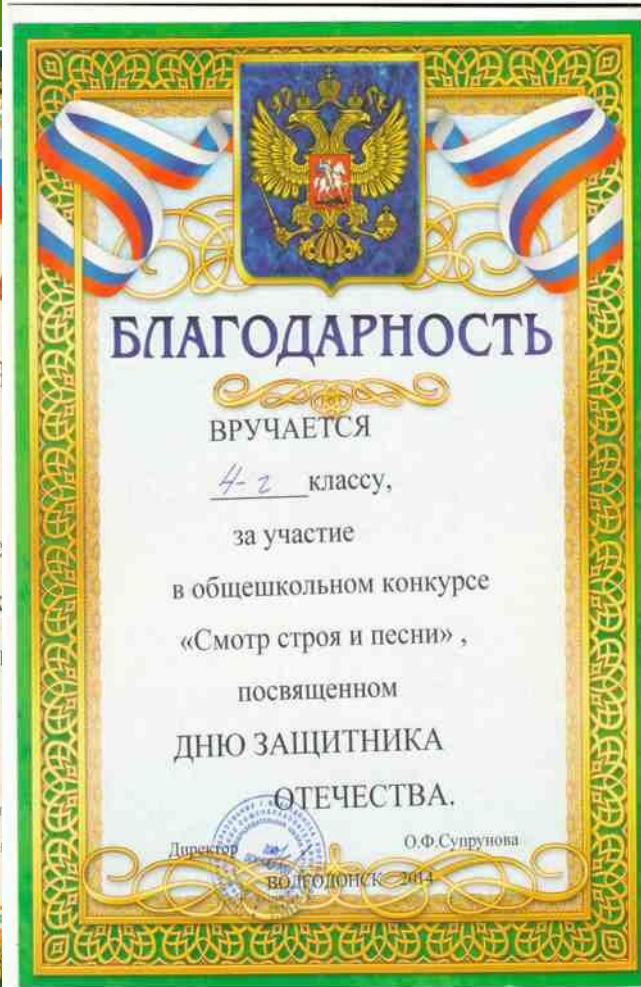 БЛАГОДАРНОСТЬ
ВРУЧАЕТСЯ
4-г классу,
за участие
в общешкольном конкурсе
«Смотр строя и песни» ,
посвященном
ДНЮ ЗАЩИТНИКА
ОТЕЧЕСТВА.
Директор О.Ф.Супрунова
ВОЛГОДОНСК 2014